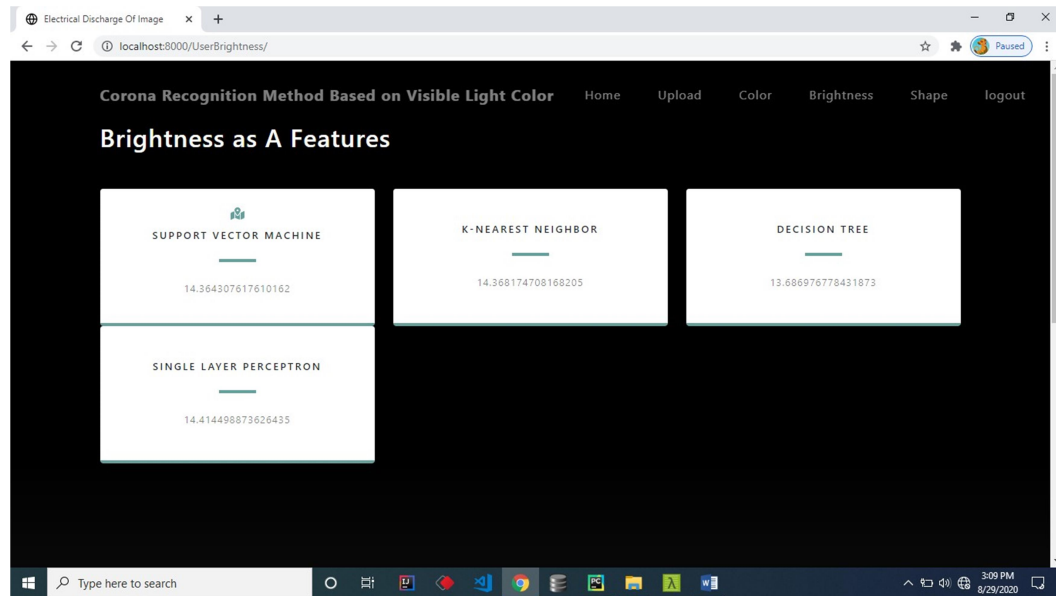 Electrical Discharge Of Image
localhost:8000/UserBrightness/
Paused
Corona Recognition Method Based on Visible Light Color
Home
Upload
Color
Brightness
Shape
logout
Brightness as A Features
SUPPORT VECTOR MACHINE
14.364307617610162
K-NEAREST NEIGHBOR
14.368174708168205
DECISION TREE
13.686976778431873
SINGLE LAYER PERCEPTRON
14.414498873626435
Type here to search
3:09 PM
8/29/2020